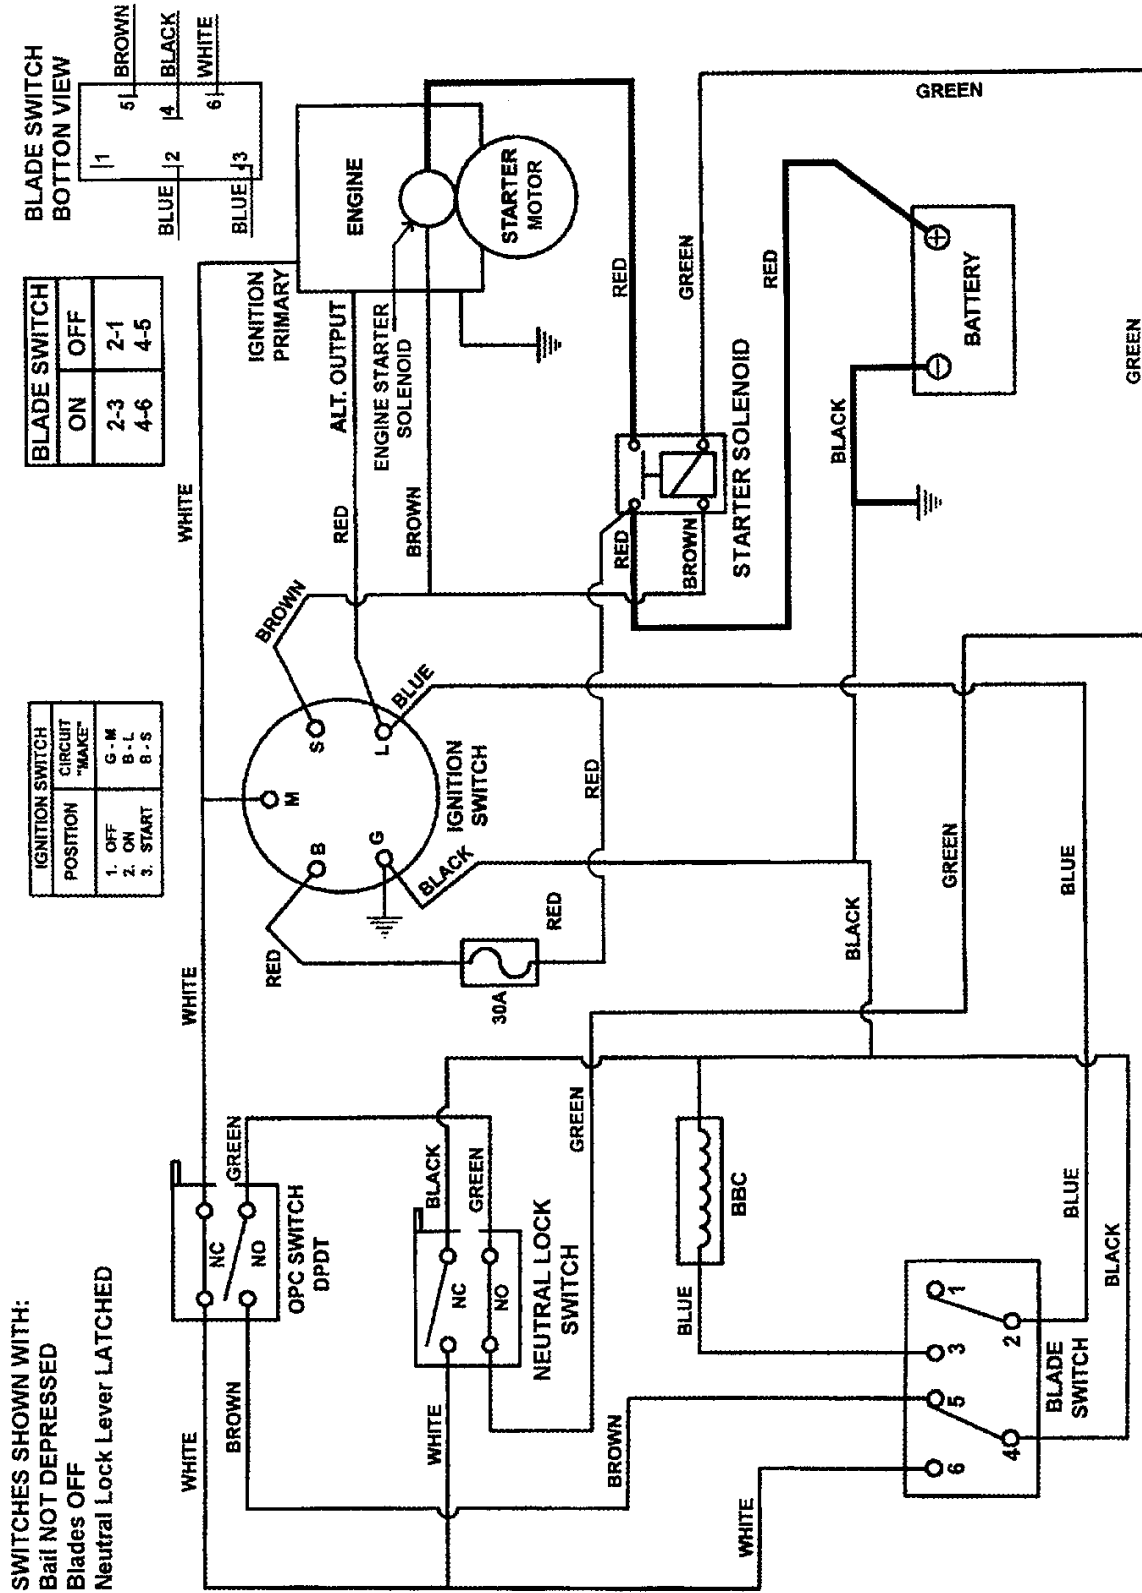 SWITCHES SHOWN WITH:
Bail NOT DEPRESSED
Blades OFF
Neutral Lock Lever LATCHED
IGNITION SWITCH
POSITION
CIRCUIT
"MAKE"
1. OFF G - M
2. ON B - L
3. START B - S
BLADE SWITCH
ON OFF
2-3 2-1
4-6 4-5
BLADE SWITCH
BOTTOM VIEW
1
2
3
5
4
6
BLUE
BLUE
BROWN
BLACK
WHITE
WHITE
WHITE
WHITE
BROWN
GREEN
NC
NO
OPC SWITCH
DPDT
WHITE
BLACK
GREEN
NC
NO
NEUTRAL LOCK
SWITCH
GREEN
BROWN
WHITE
BLUE
BBC
RED
30A
RED
RED
B
M
S
L
G
IGNITION
SWITCH
BLACK
BLUE
BROWN
RED
BROWN
IGNITION
PRIMARY
ALT. OUTPUT
ENGINE STARTER
SOLENOID
ENGINE
STARTER
MOTOR
RED
GREEN
RED
BROWN
STARTER SOLENOID
RED
GREEN
BLACK
BATTERY
+
−
GREEN
GREEN
BLACK
BLUE
BLUE
BLACK
1
2
3
5
4
6
BLADE
SWITCH